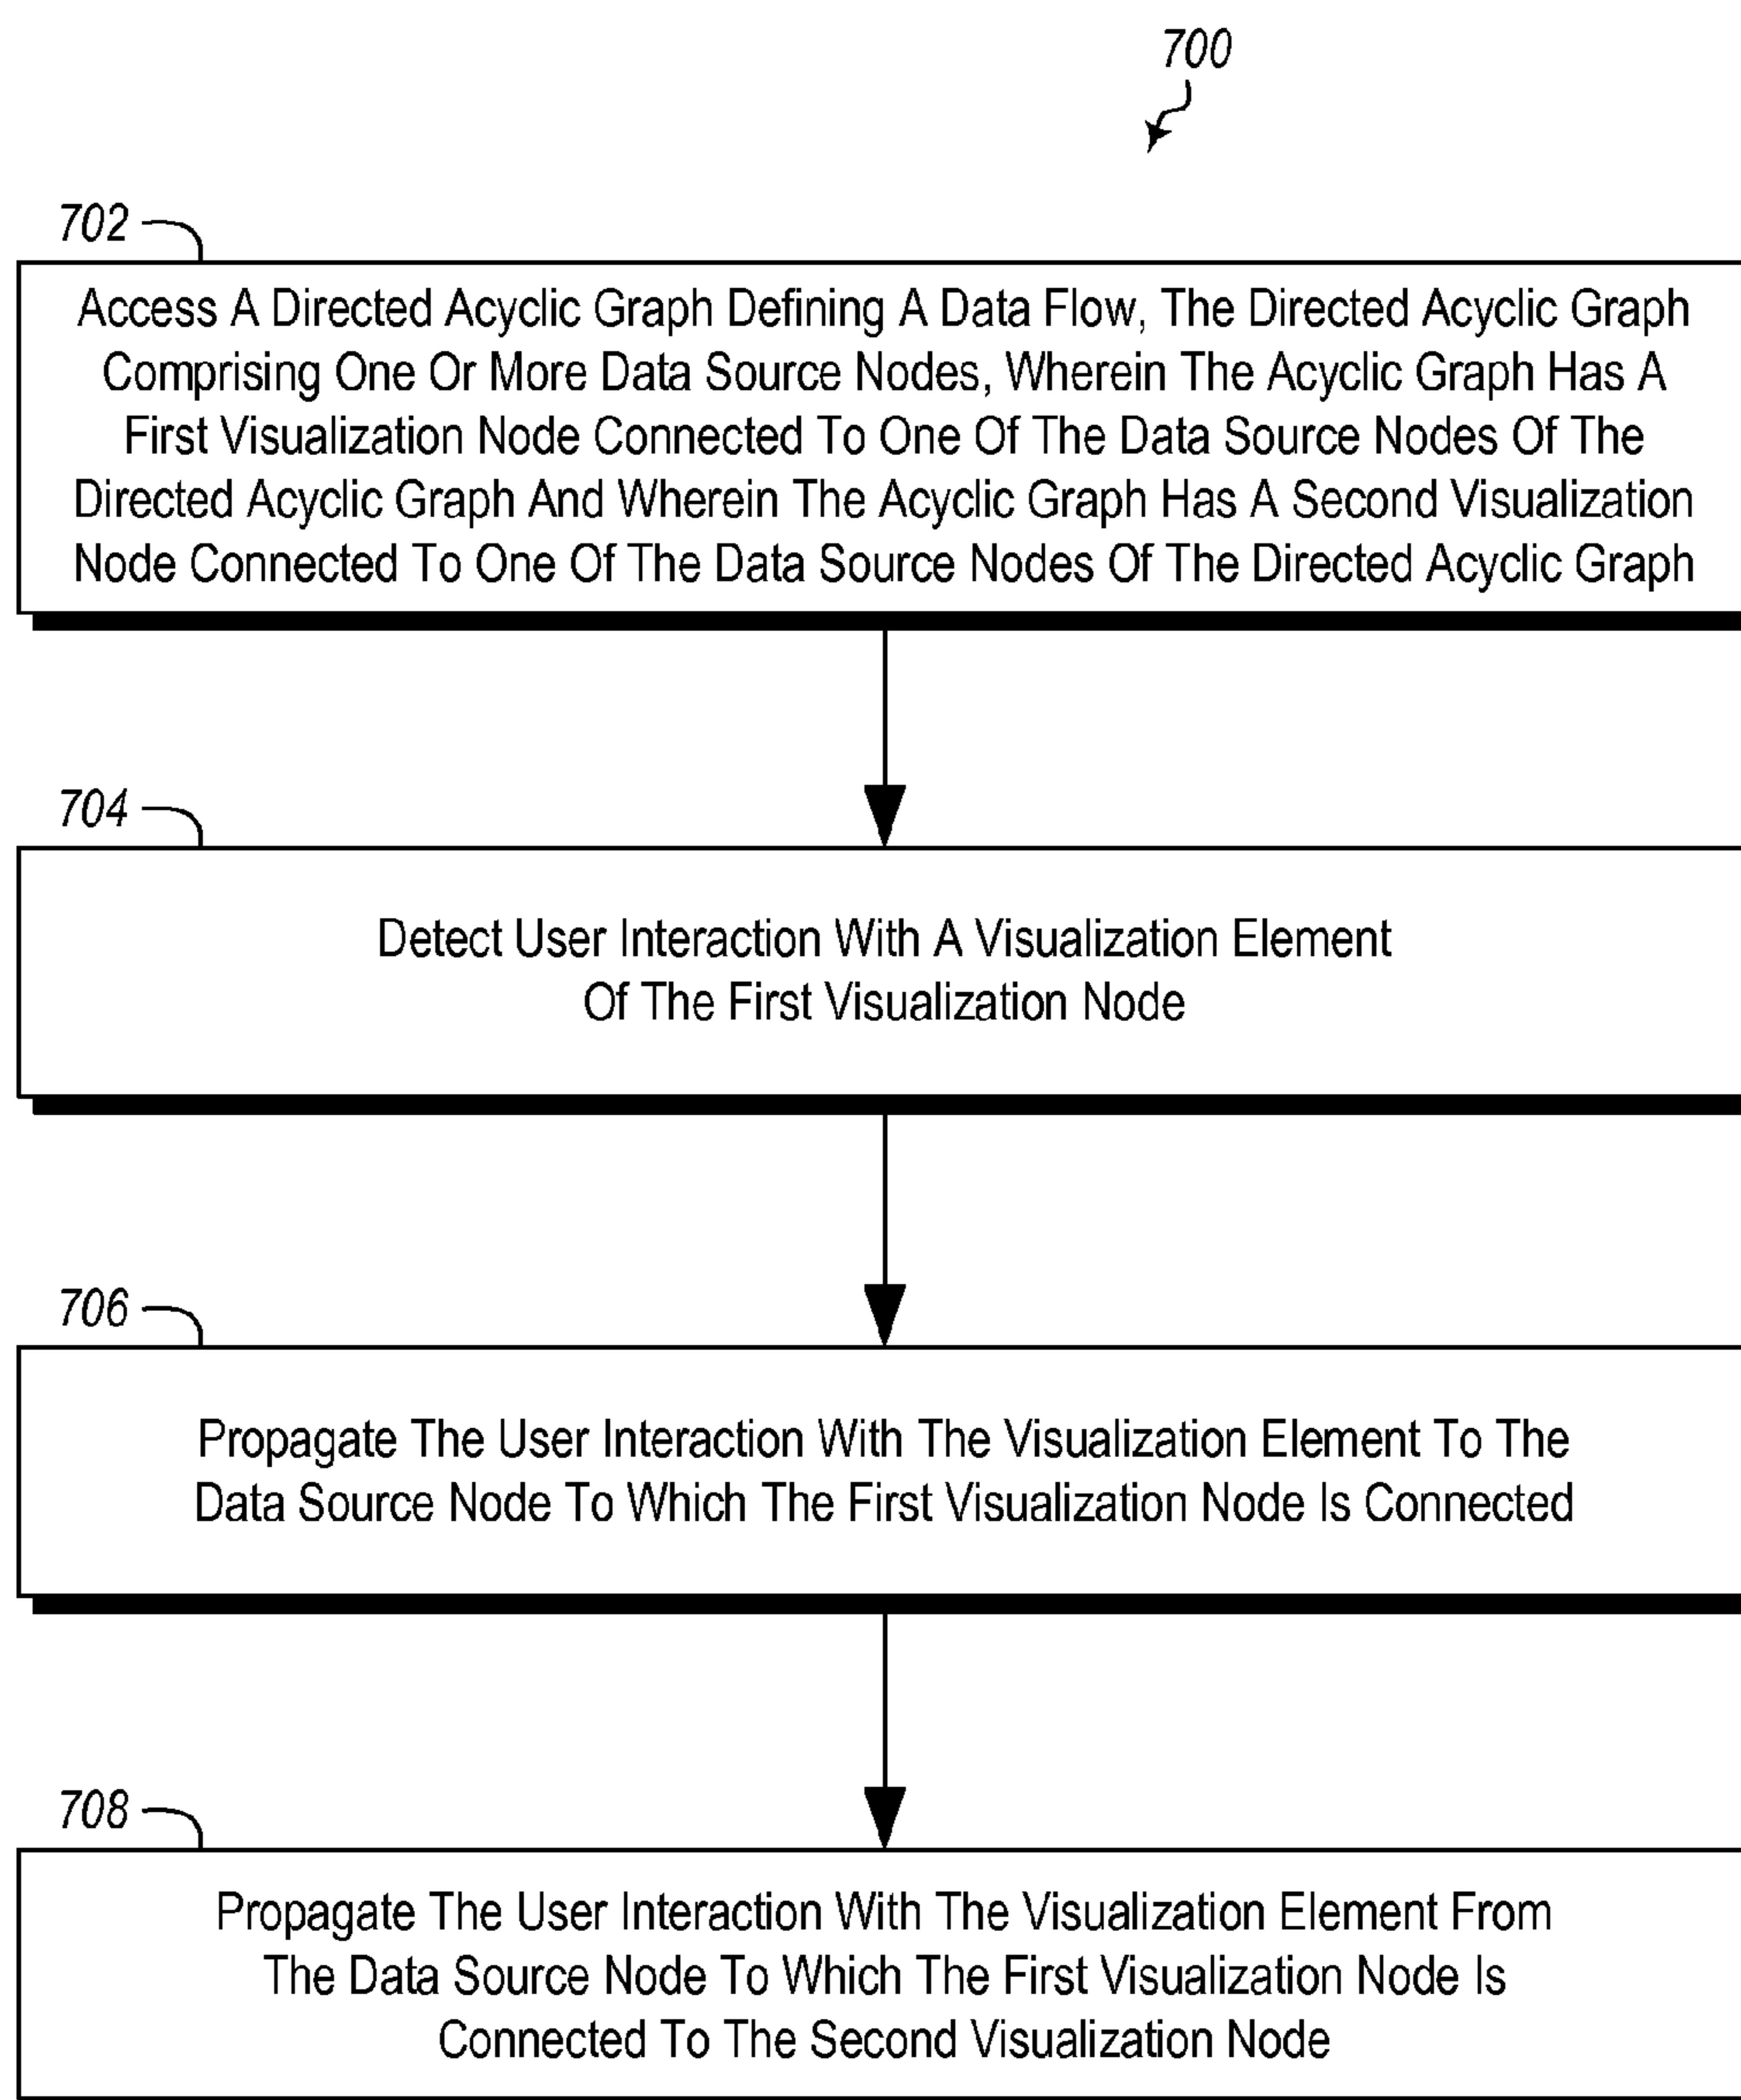 700
702
Access A Directed Acyclic Graph Defining A Data Flow, The Directed Acyclic Graph
Comprising One Or More Data Source Nodes, Wherein The Acyclic Graph Has A
First Visualization Node Connected To One Of The Data Source Nodes Of The
Directed Acyclic Graph And Wherein The Acyclic Graph Has A Second Visualization
Node Connected To One Of The Data Source Nodes Of The Directed Acyclic Graph
704
Detect User Interaction With A Visualization Element
Of The First Visualization Node
706
Propagate The User Interaction With The Visualization Element To The
Data Source Node To Which The First Visualization Node Is Connected
708
Propagate The User Interaction With The Visualization Element From
The Data Source Node To Which The First Visualization Node Is
Connected To The Second Visualization Node